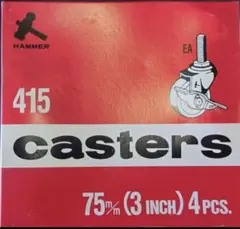 HAMMER
EA
415
casters
75m/m (3 INCH) 4 PCS.